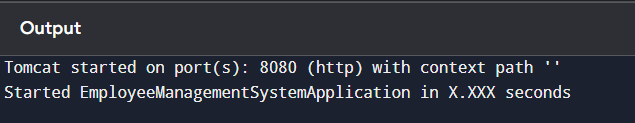 Output
Tomcat started on port(s): 8080 (http) with context path ''
Started EmployeeManagementSystemApplication in X.XXX seconds